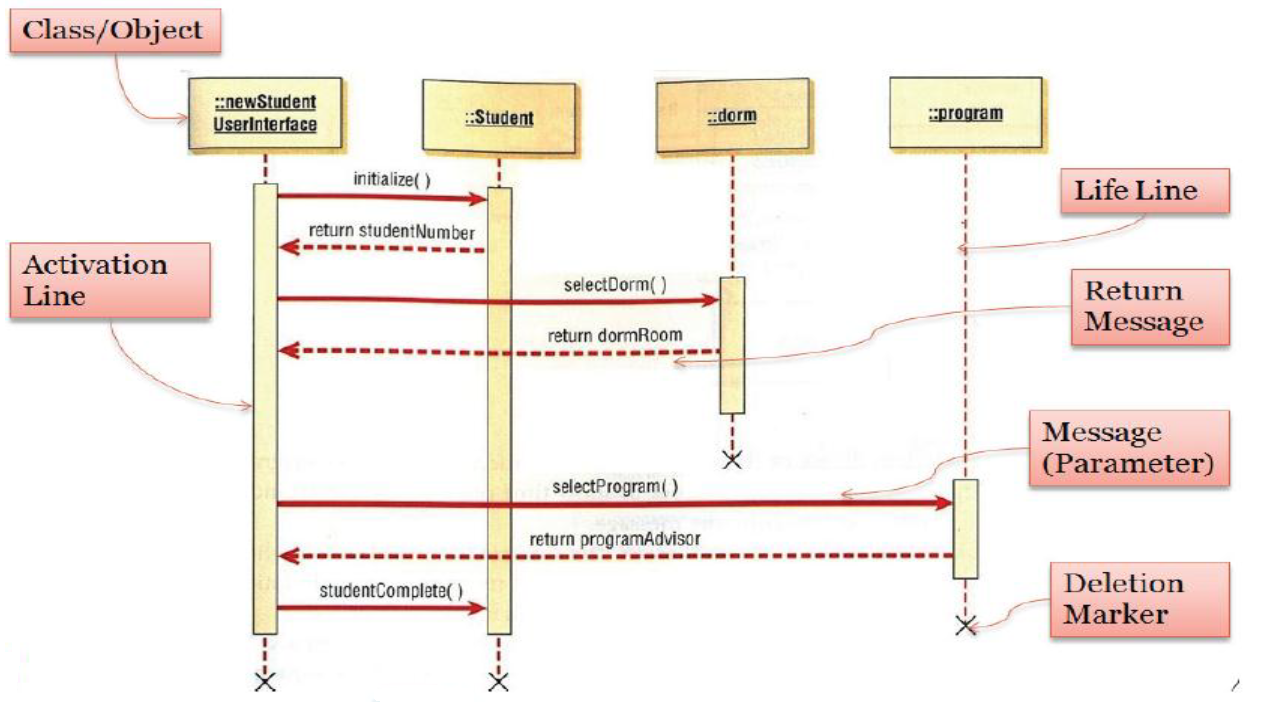 Class/Object
::newStudent
UserInterface
::Student
::dorm
::program
initialize( )
Life Line
return studentNumber
Activation
Line
selectDorm( )
Return
Message
return dormRoom
Message
(Parameter)
selectProgram( )
return programAdvisor
studentComplete( )
Deletion
Marker